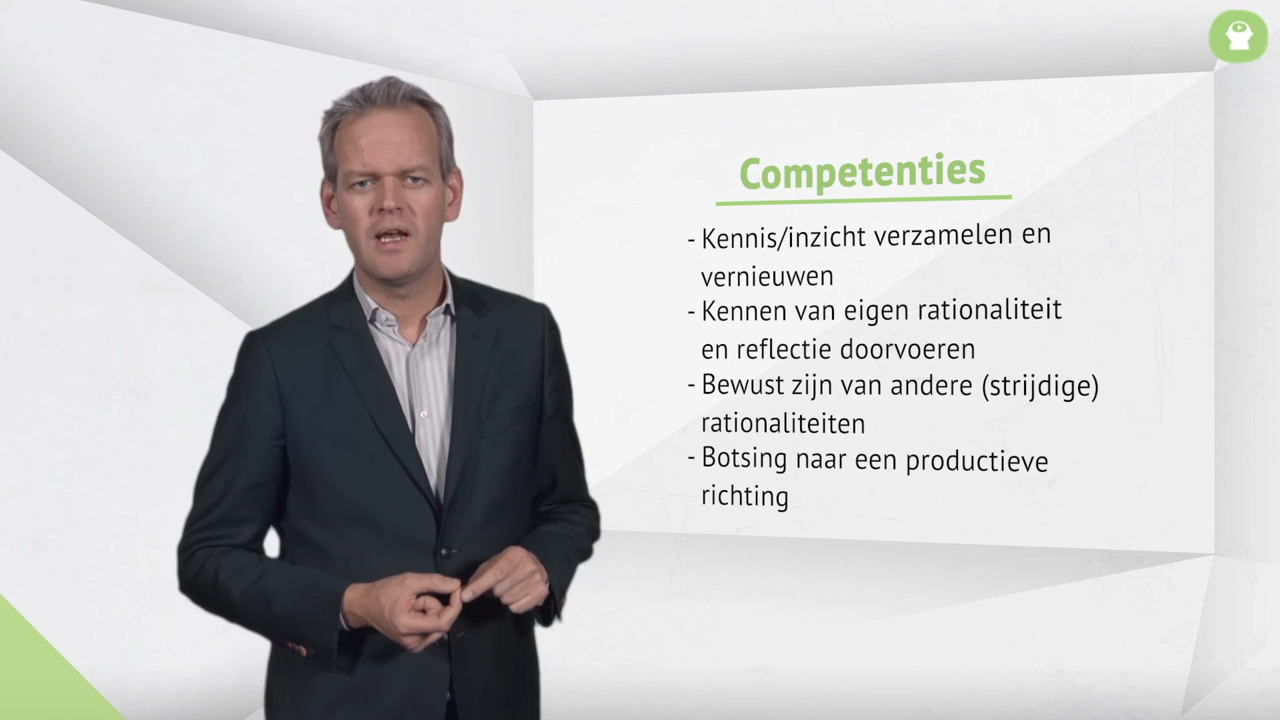 Competenties
- Kennis/inzicht verzamelen en
vernieuwen
- Kennen van eigen rationaliteit
en reflectie doorvoeren
- Bewust zijn van andere (strijdige)
rationaliteiten
- Botsing naar een productieve
richting